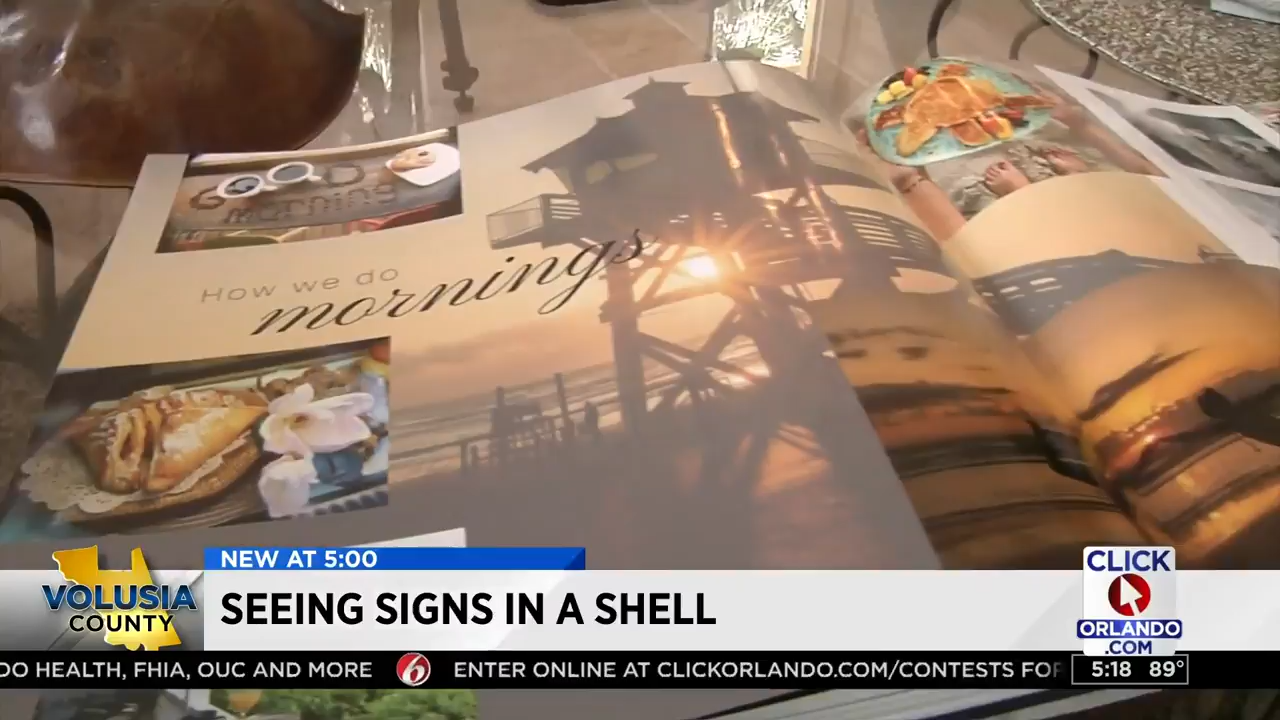 GOOD
morning
How we do
mornings
NEW AT 5:00
VOLUSIA
COUNTY
SEEING SIGNS IN A SHELL
CLICK
ORLANDO
.COM
DO HEALTH, FHIA, OUC AND MORE 6 ENTER ONLINE AT CLICKORLANDO.COM/CONTESTS FOR
5:18 89°